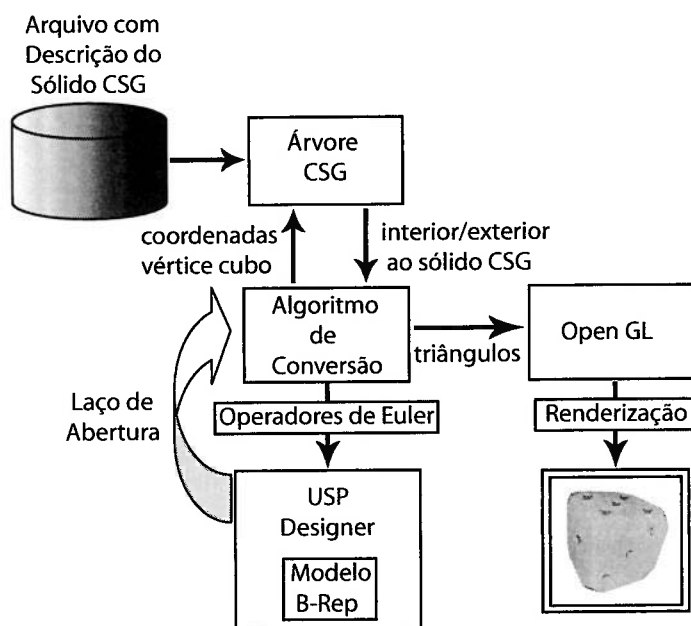 Arquivo com
Descrição do
Sólido CSG
Árvore
CSG
coordenadas
vértice cubo
interior/exterior
ao sólido CSG
Algoritmo
de
Conversão
triângulos
Open GL
Laço de
Abertura
Operadores de Euler
Renderização
USP
Designer
Modelo
B-Rep